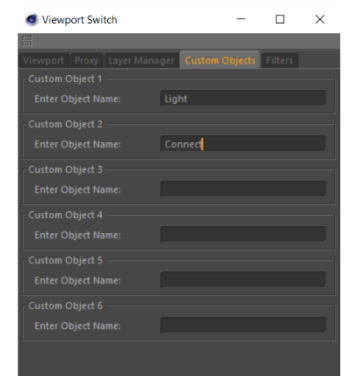 Viewport Switch
Viewport Proxy Layer Manager Custom Objects Filters
Custom Object 1
Enter Object Name: Light
Custom Object 2
Enter Object Name: Connect
Custom Object 3
Enter Object Name:
Custom Object 4
Enter Object Name:
Custom Object 5
Enter Object Name:
Custom Object 6
Enter Object Name: